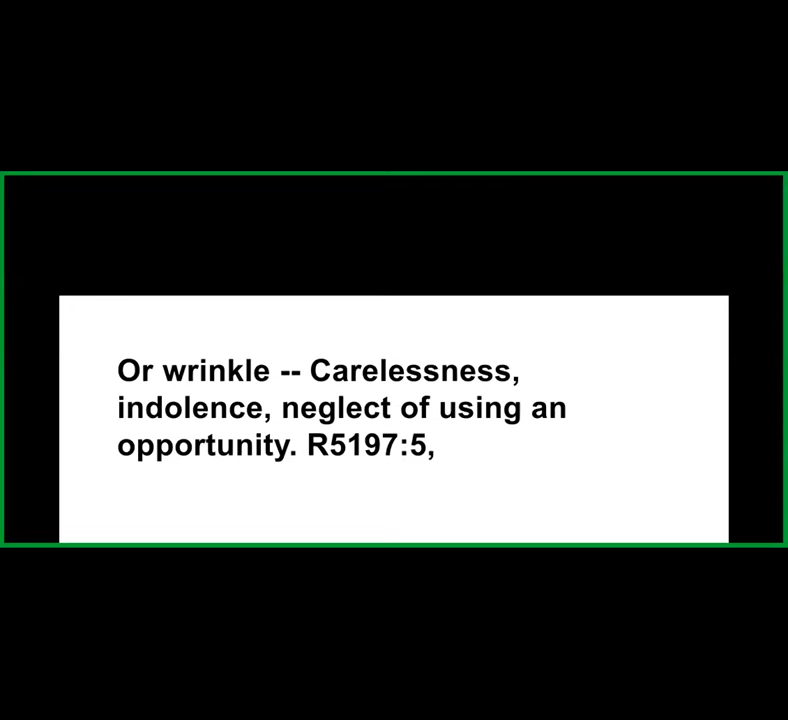 Or wrinkle -- Carelessness,
indolence, neglect of using an
opportunity. R5197:5,